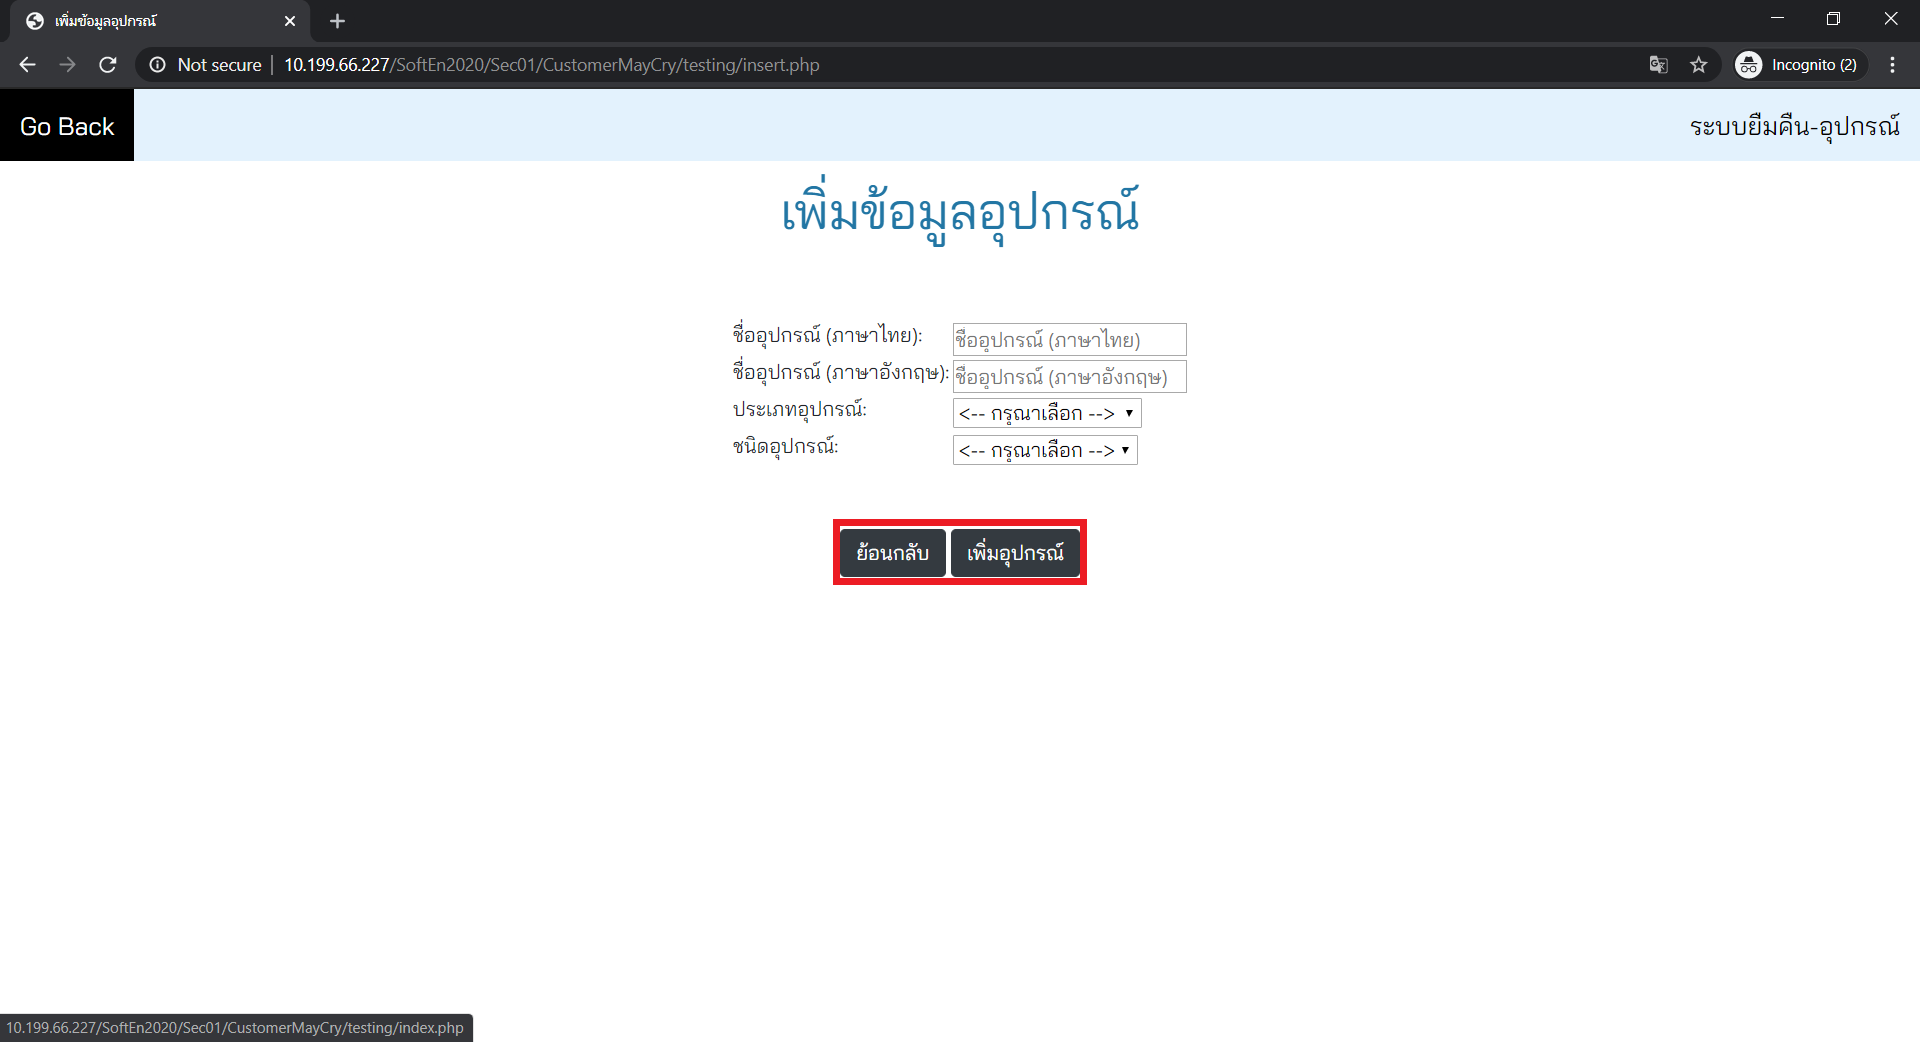 เพิ่มข้อมูลอุปกรณ์
Not secure | 10.199.66.227/SoftEn2020/Sec01/CustomerMayCry/testing/insert.php
Incognito (2)
Go Back
ระบบยืมคืน-อุปกรณ์
เพิ่มข้อมูลอุปกรณ์
ชื่ออุปกรณ์ (ภาษาไทย): ชื่ออุปกรณ์ (ภาษาไทย)
ชื่ออุปกรณ์ (ภาษาอังกฤษ): ชื่ออุปกรณ์ (ภาษาอังกฤษ)
ประเภทอุปกรณ์: <-- กรุณาเลือก -->
ชนิดอุปกรณ์: <-- กรุณาเลือก -->
ย้อนกลับ เพิ่มอุปกรณ์
10.199.66.227/SoftEn2020/Sec01/CustomerMayCry/testing/index.php